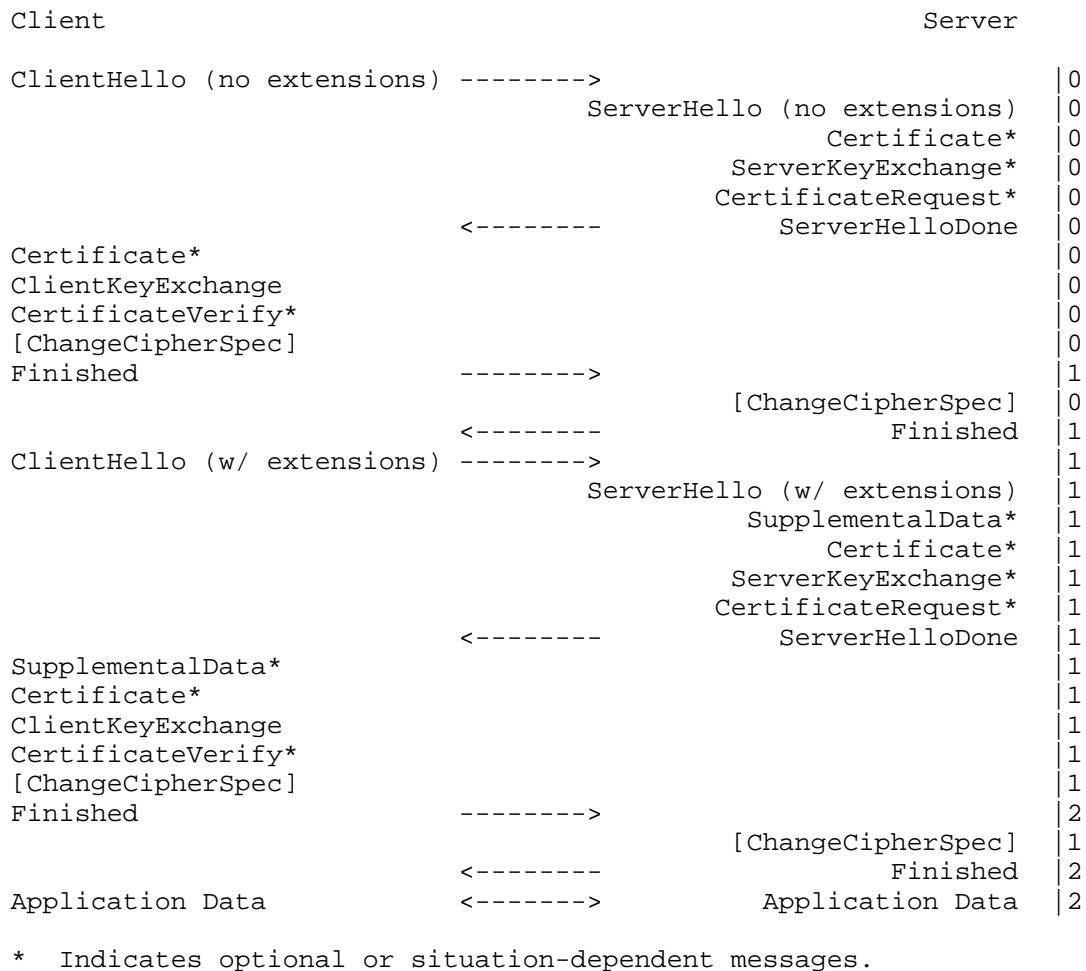 Client                                                   Server

ClientHello (no extensions) -------->                            |0
                                    ServerHello (no extensions)  |0
                                                   Certificate*  |0
                                             ServerKeyExchange*  |0
                                            CertificateRequest*  |0
                            <--------           ServerHelloDone  |0
Certificate*                                                     |0
ClientKeyExchange                                                |0
CertificateVerify*                                               |0
[ChangeCipherSpec]                                               |0
Finished                    -------->                            |1
                                             [ChangeCipherSpec]  |0
                            <--------                  Finished  |1
ClientHello (w/ extensions) -------->                            |1
                                    ServerHello (w/ extensions)  |1
                                              SupplementalData*  |1
                                                   Certificate*  |1
                                             ServerKeyExchange*  |1
                                            CertificateRequest*  |1
                            <--------           ServerHelloDone  |1
SupplementalData*                                                |1
Certificate*                                                     |1
ClientKeyExchange                                                |1
CertificateVerify*                                               |1
[ChangeCipherSpec]                                               |1
Finished                    -------->                            |2
                                             [ChangeCipherSpec]  |1
                            <--------                  Finished  |2
Application Data            <------->          Application Data  |2

*  Indicates optional or situation-dependent messages.